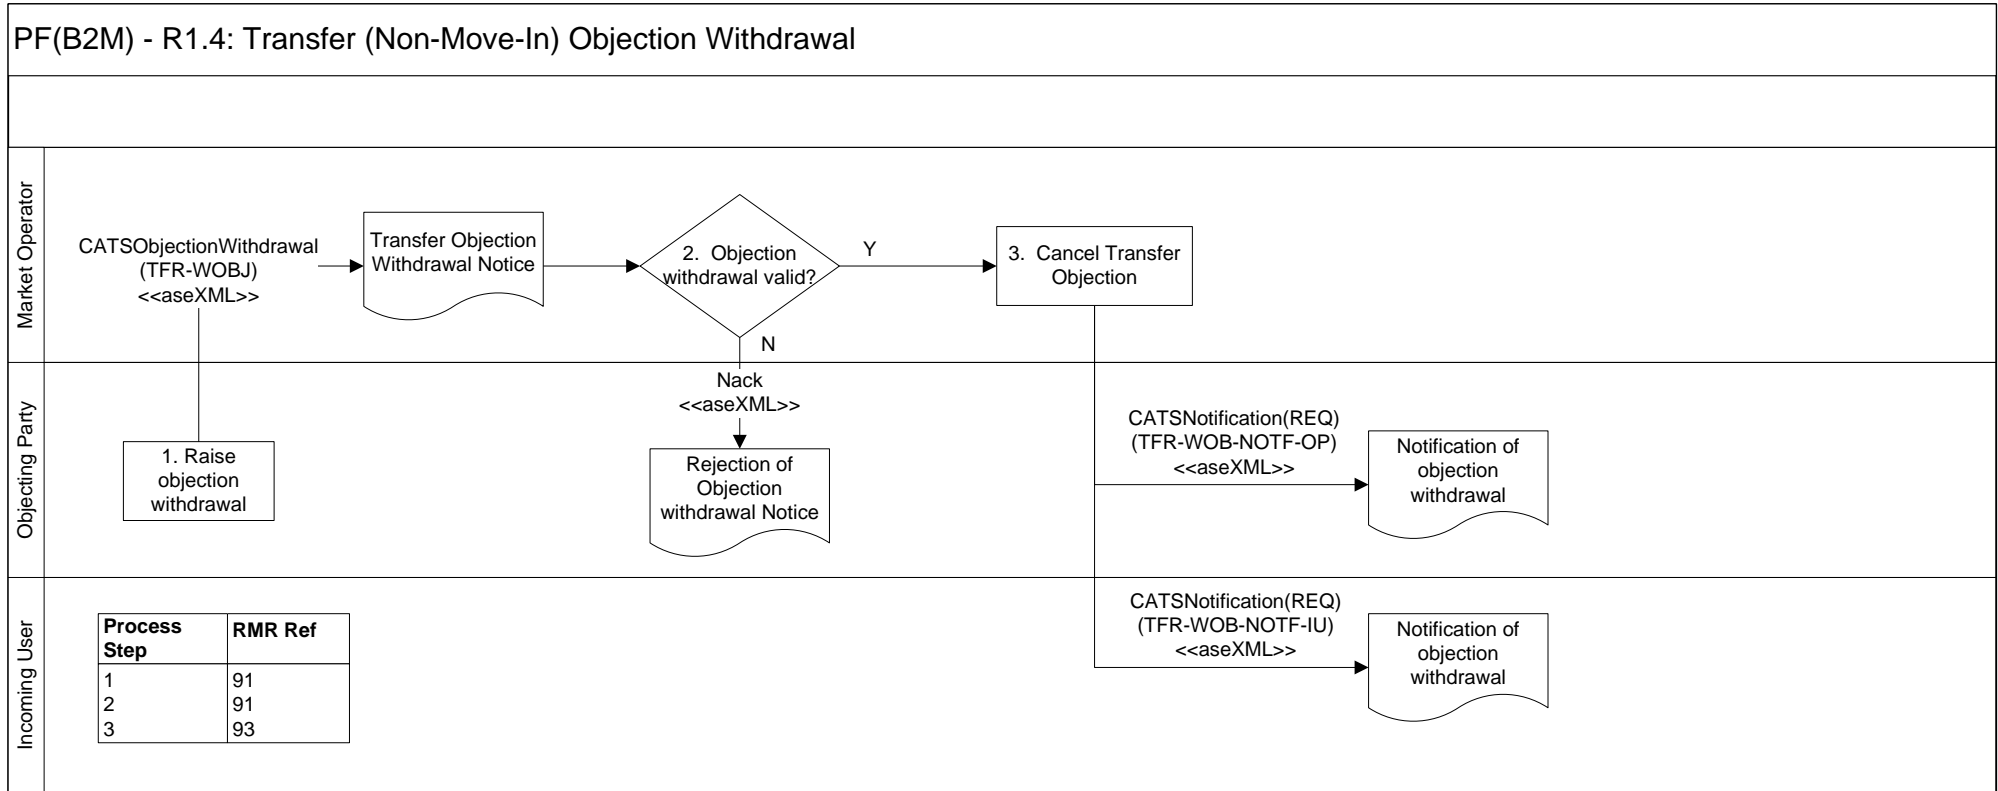 PF(B2M) - R1.4: Transfer (Non-Move-In) Objection Withdrawal
Market Operator
CATSObjectionWithdrawal
(TFR-WOBJ)
<<aseXML>>
Transfer Objection
Withdrawal Notice
2. Objection
withdrawal valid?
Y
N
3. Cancel Transfer
Objection
Objecting Party
1. Raise
objection
withdrawal
Nack
<<aseXML>>
Rejection of
Objection
withdrawal Notice
CATSNotification(REQ)
(TFR-WOB-NOTF-OP)
<<aseXML>>
Notification of
objection
withdrawal
Incoming User
Process Step RMR Ref
1 91
2 91
3 93
CATSNotification(REQ)
(TFR-WOB-NOTF-IU)
<<aseXML>>
Notification of
objection
withdrawal